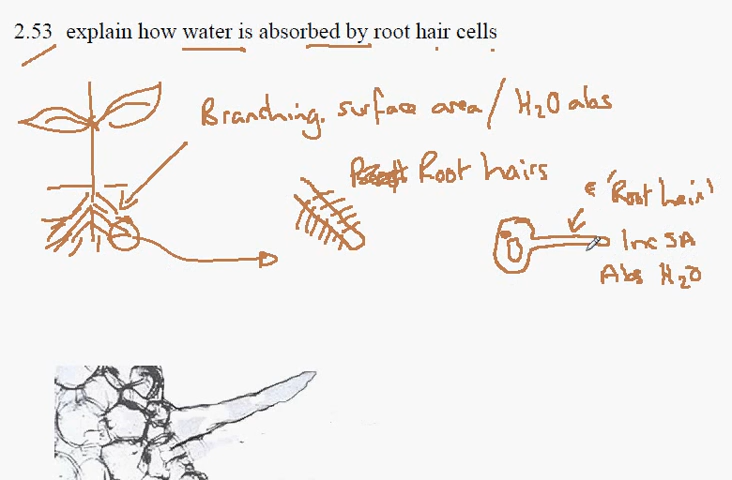 2.53 explain how water is absorbed by root hair cells
Branching. surface area / H2O abs
Root hairs
'Root hair'
Inc SA
Abs H2O